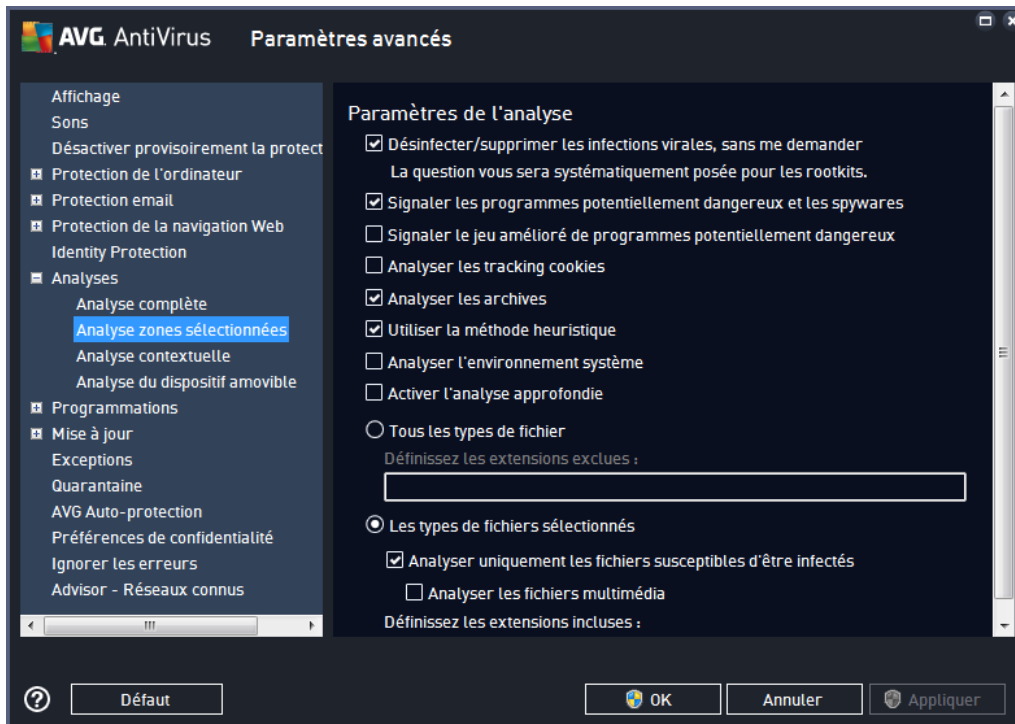 AVG AntiVirus Paramètres avancés
Affichage
Sons
Désactiver provisoirement la protect
Protection de l'ordinateur
Protection email
Protection de la navigation Web
Identity Protection
Analyses
Analyse complète
Analyse zones sélectionnées
Analyse contextuelle
Analyse du dispositif amovible
Programmations
Mise à jour
Exceptions
Quarantaine
AVG Auto-protection
Préférences de confidentialité
Ignorer les erreurs
Advisor - Réseaux connus
Paramètres de l'analyse
Désinfecter/supprimer les infections virales, sans me demander
La question vous sera systématiquement posée pour les rootkits.
Signaler les programmes potentiellement dangereux et les spywares
Signaler le jeu amélioré de programmes potentiellement dangereux
Analyser les tracking cookies
Analyser les archives
Utiliser la méthode heuristique
Analyser l'environnement système
Activer l'analyse approfondie
Tous les types de fichier
Définissez les extensions exclues :
Les types de fichiers sélectionnés
Analyser uniquement les fichiers susceptibles d'être infectés
Analyser les fichiers multimédia
Définissez les extensions incluses :
? Défaut OK Annuler Appliquer